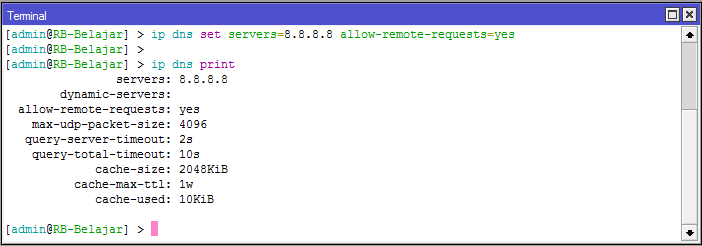 Terminal
[admin@RB-Belajar] > ip dns set servers=8.8.8.8 allow-remote-requests=yes
[admin@RB-Belajar] >
[admin@RB-Belajar] > ip dns print
servers: 8.8.8.8
dynamic-servers:
allow-remote-requests: yes
max-udp-packet-size: 4096
query-server-timeout: 2s
query-total-timeout: 10s
cache-size: 2048KiB
cache-max-ttl: 1w
cache-used: 10KiB
[admin@RB-Belajar] >